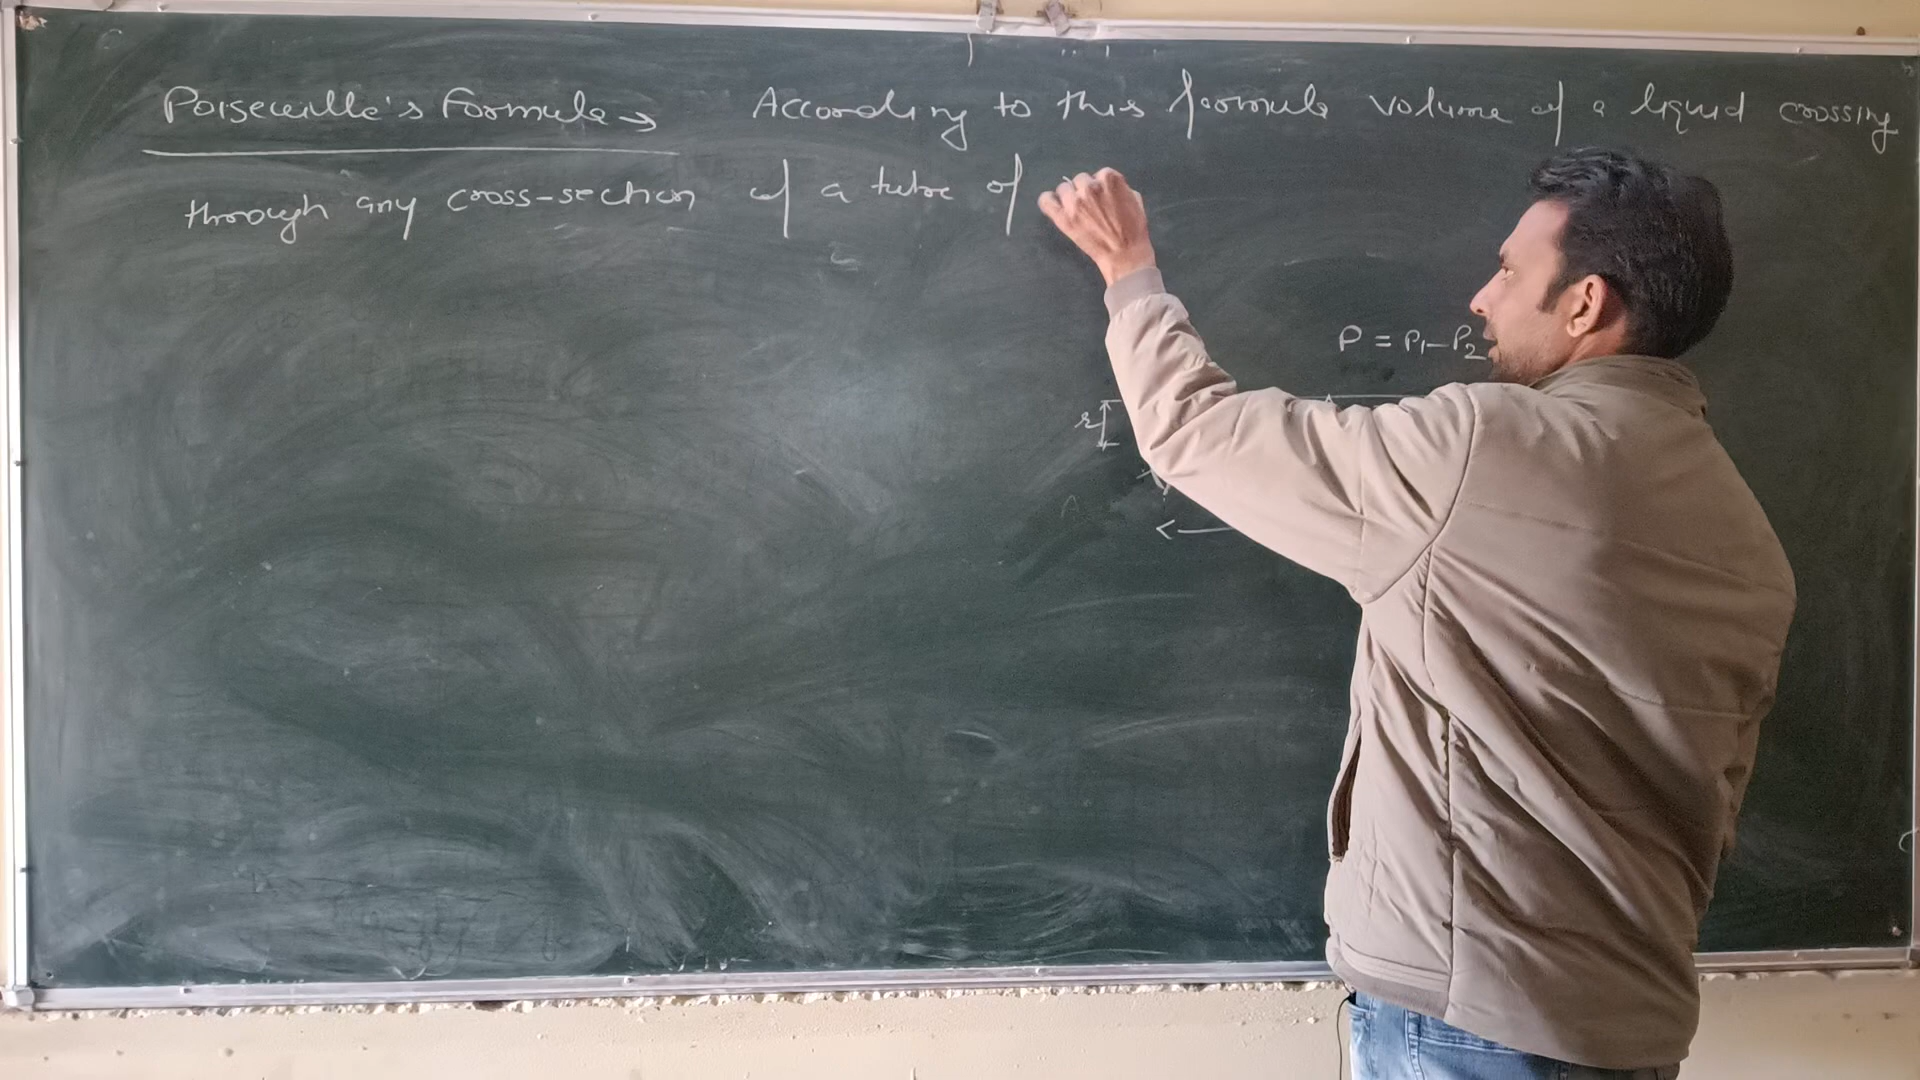 Poiseuille's Formula → According to this formula volume of a liquid crossing
through any cross-section of a tube of
P = P1 - P2
r
A